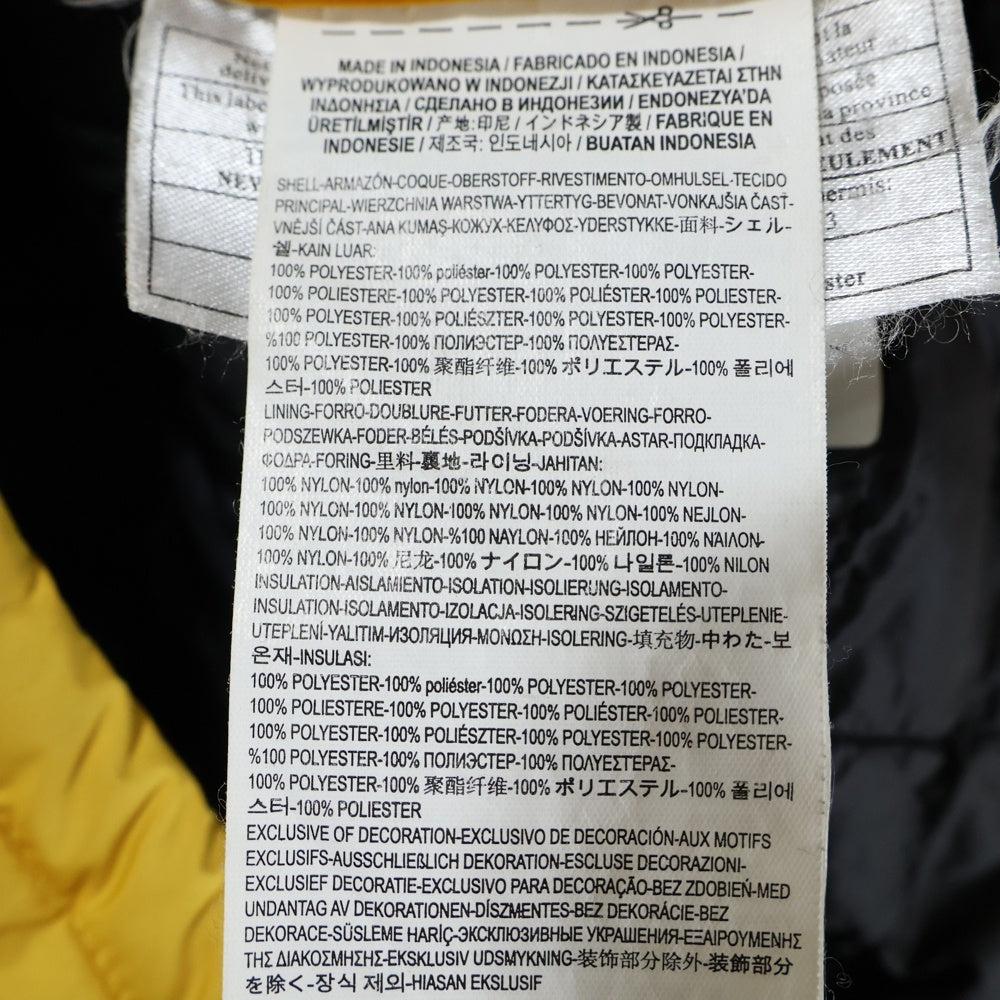 MADE IN INDONESIA / FABRICADO EN INDONESIA /
WYPRODUKOWANO W INDONEZJI / ΚΑΤΑΣΚΕΥΑΖΕΤΑΙ ΣΤΗΝ
ΙΝΔΟΝΗΣΙΑ / СДЕЛАНО В ИНДОНЕЗИИ / ENDONEZYA'DA
ÜRETİLMİŞTİR / 产地: 印尼 / インドネシア製 / FABRIQUE EN
INDONESIE / 제조국: 인도네시아 / BUATAN INDONESIA
SHELL-ARMAZÓN-COQUE-OBERSTOFF-RIVESTIMENTO-OMHULSEL-TECIDO
PRINCIPAL-WIERZCHNIA WARSTWA-YTTERTYG-BEVONAT-VONKAJŠIA ČASŤ-
VNĚJŠÍ ČÁST-ANA KUMAŞ-КОЖУХ-ΚΕΛΥΦΟΣ-YDERSTYKKE-面料-シェル-
쉘-KAIN LUAR:
100% POLYESTER-100% poliéster-100% POLYESTER-100% POLYESTER-
100% POLIESTERE-100% POLYESTER-100% POLIÉSTER-100% POLIESTER-
100% POLYESTER-100% POLIÉSZTER-100% POLYESTER-100% POLYESTER-
%100 POLYESTER-100% ПОЛИЭСТЕР-100% ΠΟΛΥΕΣΤΕΡΑΣ-
100% POLYESTER-100% 聚酯纤维-100% ポリエステル-100% 폴리에
스터-100% POLIESTER
LINING-FORRO-DOUBLURE-FUTTER-FODERA-VOERING-FORRO-
PODSZEWKA-FODER-BÉLÉS-PODŠÍVKA-PODŠÍVKA-ASTAR-ПОДКЛАДКА-
ΦΟΔΡΑ-FORING-里料-裏地-라이닝-JAHITAN:
100% NYLON-100% nylon-100% NYLON-100% NYLON-100% NYLON-
100% NYLON-100% NYLON-100% NYLON-100% NYLON-100% NEJLON-
100% NYLON-100% NYLON-%100 NAYLON-100% НЕЙЛОН-100% ΝΑΙΛΟΝ-
100% NYLON-100% 尼龙-100% ナイロン-100% 나일론-100% NILON
INSULATION-AISLAMIENTO-ISOLATION-ISOLIERUNG-ISOLAMENTO-
INSULATION-ISOLAMENTO-IZOLACJA-ISOLERING-SZIGETELÉS-UTEPLENIE-
UTEPLENÍ-YALITIM-ИЗОЛЯЦИЯ-ΜΟΝΩΣΗ-ISOLERING-填充物-中わた-보
온재-INSULASI:
100% POLYESTER-100% poliéster-100% POLYESTER-100% POLYESTER-
100% POLIESTERE-100% POLYESTER-100% POLIÉSTER-100% POLIESTER-
100% POLYESTER-100% POLIÉSZTER-100% POLYESTER-100% POLYESTER-
%100 POLYESTER-100% ПОЛИЭСТЕР-100% ΠΟΛΥΕΣΤΕΡΑΣ-
100% POLYESTER-100% 聚酯纤维-100% ポリエステル-100% 폴리에
스터-100% POLIESTER
EXCLUSIVE OF DECORATION-EXCLUSIVO DE DECORACIÓN-AUX MOTIFS
EXCLUSIFS-AUSSCHLIEßLICH DEKORATION-ESCLUSE DECORAZIONI-
EXCLUSIEF DECORATIE-EXCLUSIVO PARA DECORAÇÃO-BEZ ZDOBIEŃ-MED
UNDANTAG AV DEKORATIONEN-DÍSZMENTES-BEZ DEKORÁCIE-BEZ
DEKORACE-SÜSLEME HARİÇ-ЭКСКЛЮЗИВНЫЕ УКРАШЕНИЯ-ΕΞΑΙΡΟΥΜΕΝΗΣ
ΤΗΣ ΔΙΑΚΟΣΜΗΣΗΣ-EKSKLUSIV UDSMYKNING-装饰部分除外-装飾部分
を除く-장식 제외-HIASAN EKSLUSIF
This
NEW
la province
des
SEULEMENT
3